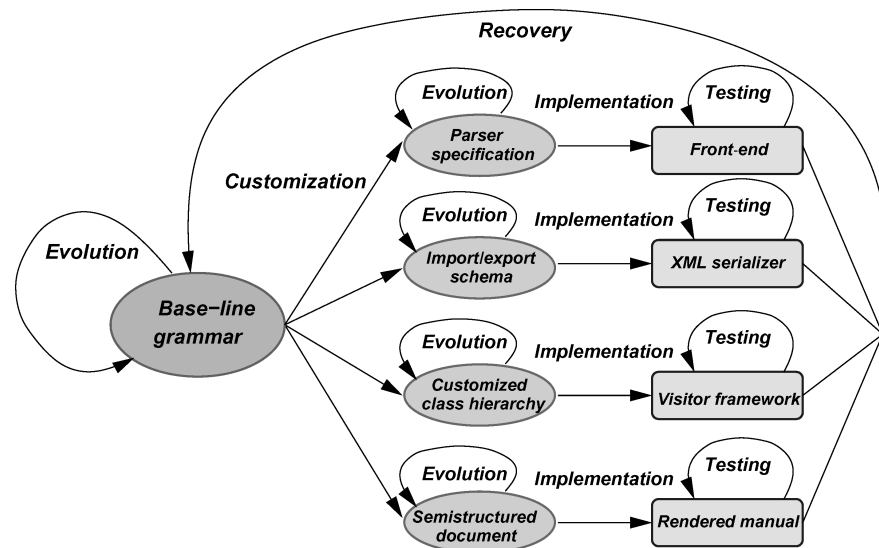 Recovery
Evolution
Implementation
Testing
Parser
specification
Front-end
Customization
Evolution
Implementation
Testing
Evolution
Import/export
schema
XML serializer
Base−line
grammar
Evolution
Implementation
Testing
Customized
class hierarchy
Visitor framework
Evolution
Implementation
Testing
Semistructured
document
Rendered manual